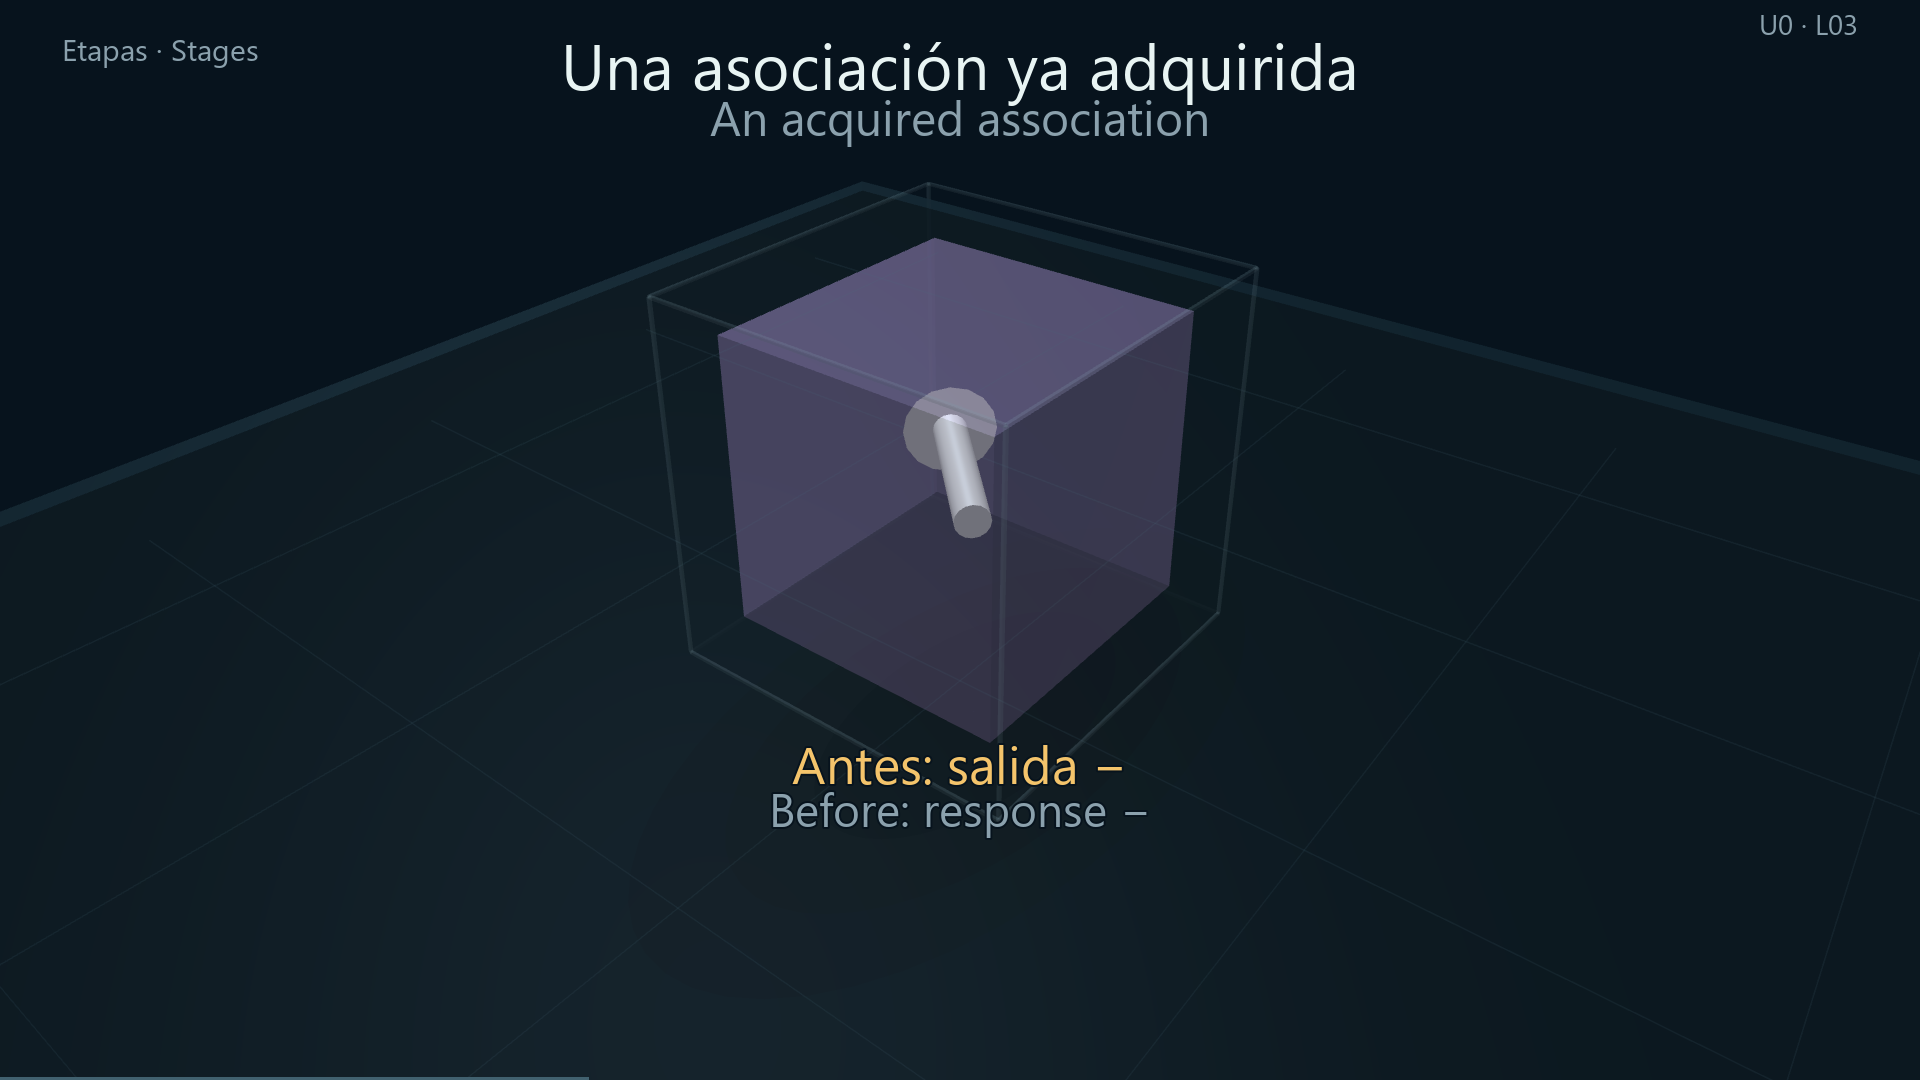 Etapas · Stages
U0 · L03
Una asociación ya adquirida
An acquired association
Antes: salida –
Before: response –